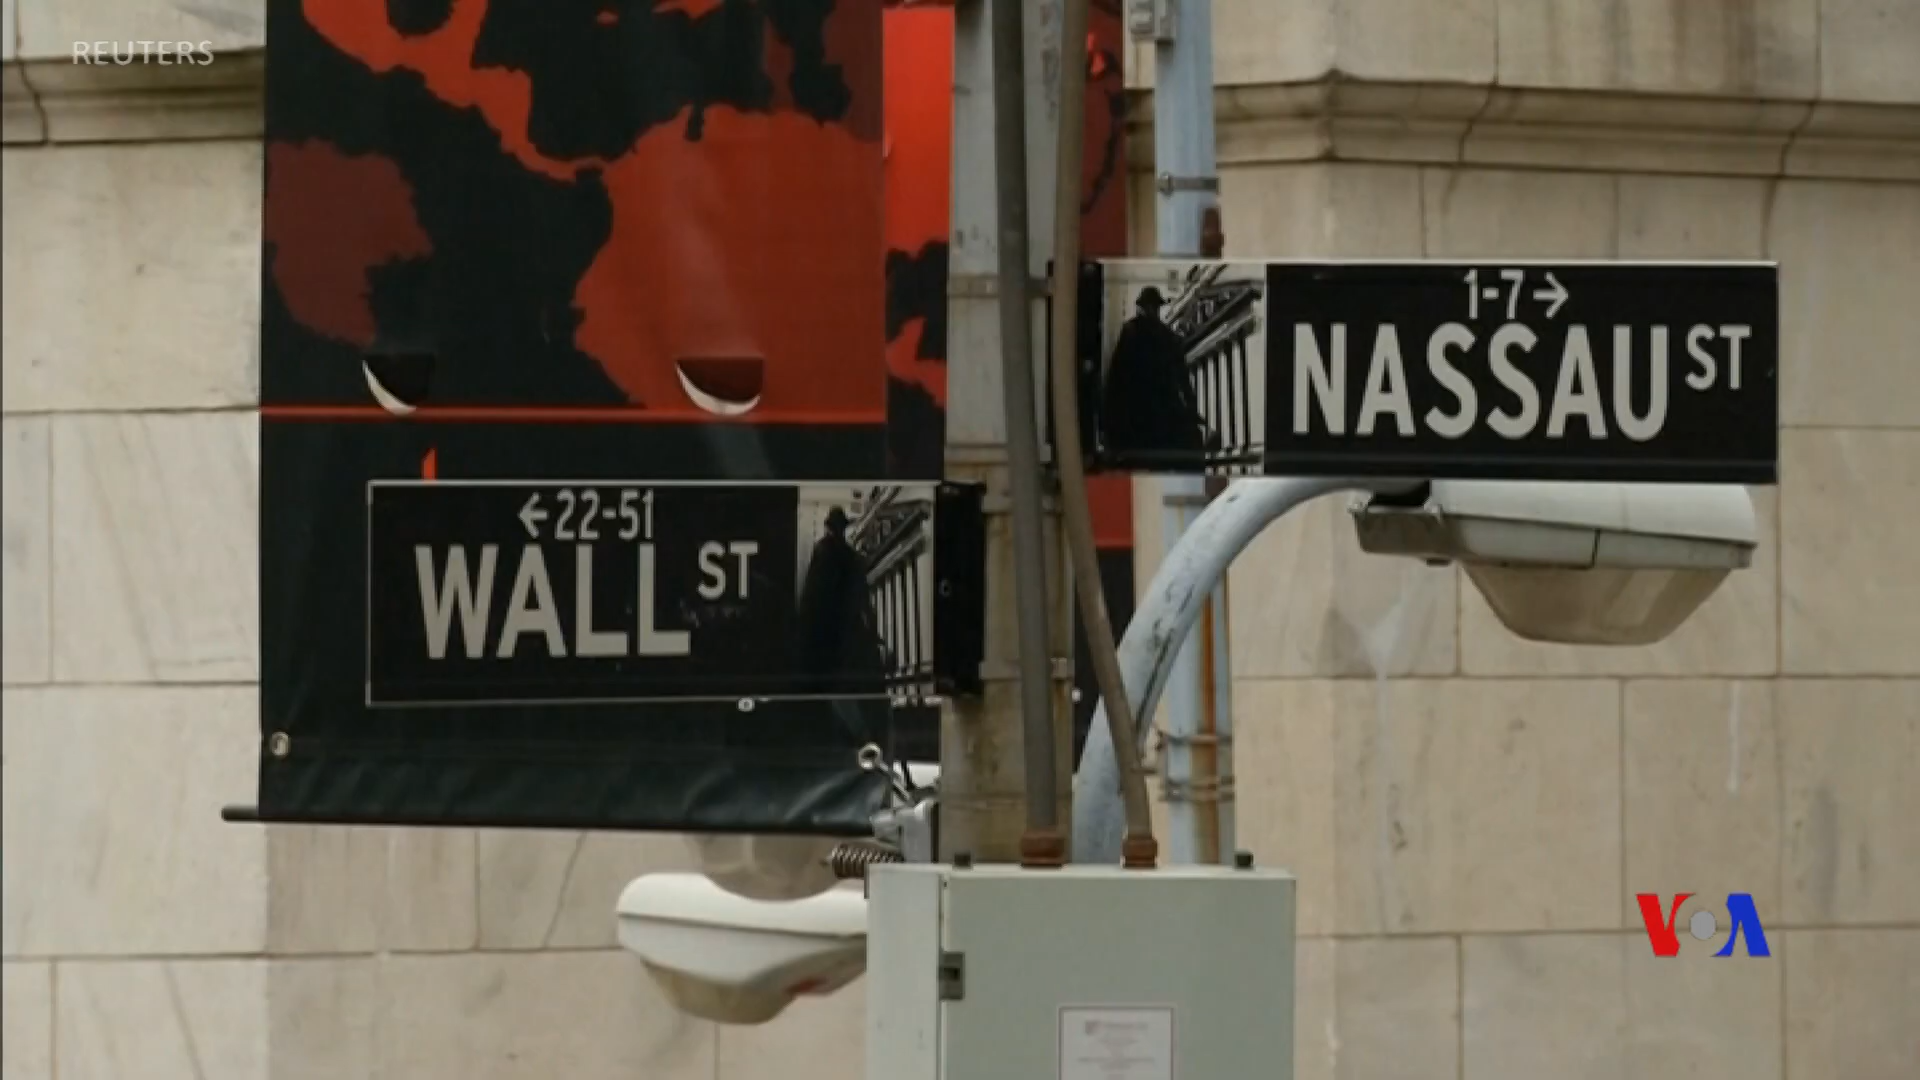 REUTERS
1-7→
NASSAU ST
←22-51
WALL ST
VOA